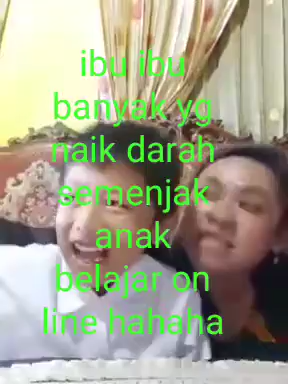 ibu ibu
banyak yg
naik darah
semenjak
anak
belajar on
line hahaha